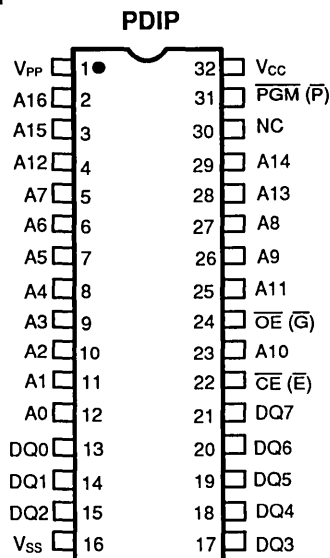 PDIP
VPP 1 32 VCC
A16 2 31 PGM (P)
A15 3 30 NC
A12 4 29 A14
A7 5 28 A13
A6 6 27 A8
A5 7 26 A9
A4 8 25 A11
A3 9 24 OE (G)
A2 10 23 A10
A1 11 22 CE (E)
A0 12 21 DQ7
DQ0 13 20 DQ6
DQ1 14 19 DQ5
DQ2 15 18 DQ4
VSS 16 17 DQ3